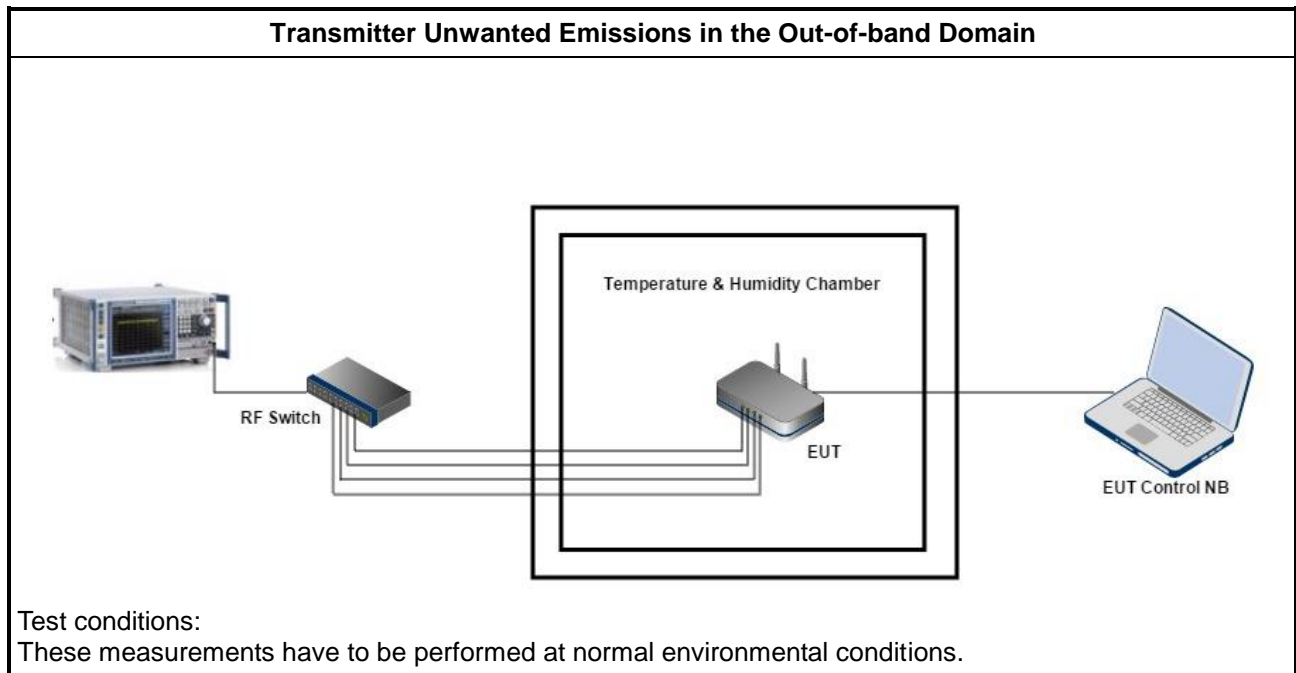 Transmitter Unwanted Emissions in the Out-of-band Domain
Temperature & Humidity Chamber
RF Switch
EUT
EUT Control NB
Test conditions:
These measurements have to be performed at normal environmental conditions.